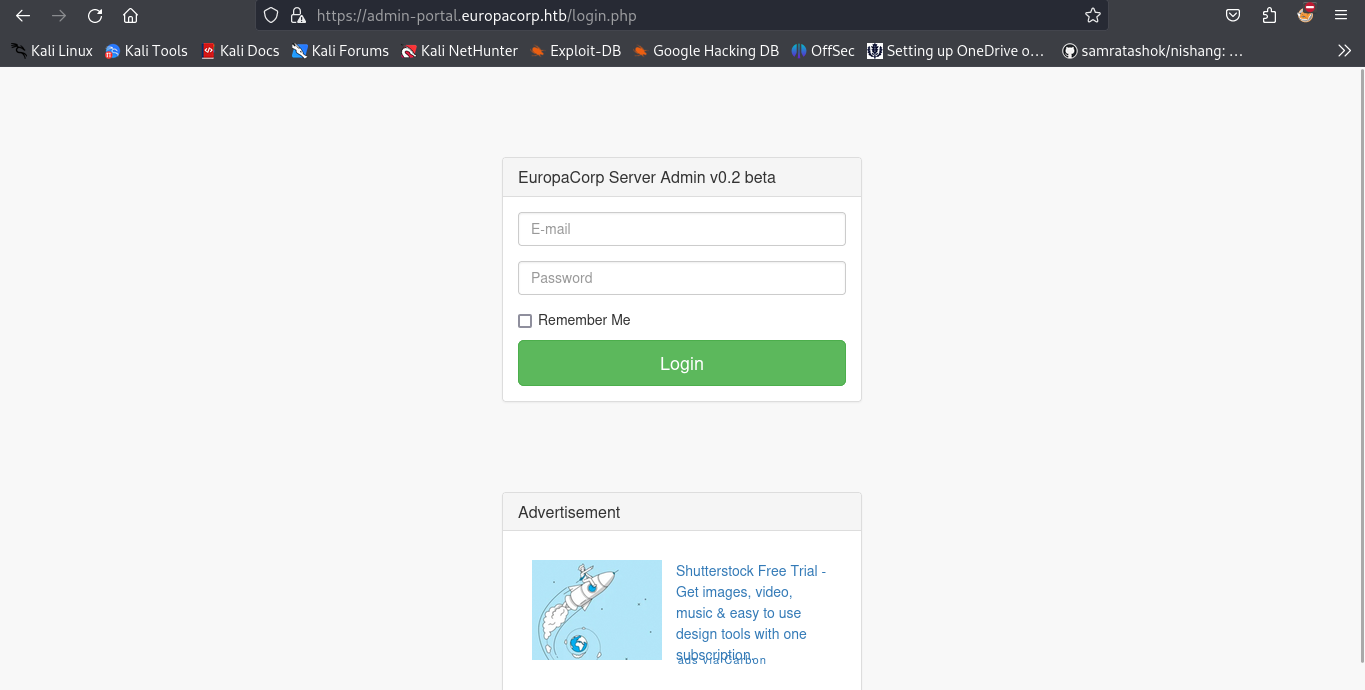 https://admin-portal.europacorp.htb/login.php
Kali Linux Kali Tools Kali Docs Kali Forums Kali NetHunter Exploit-DB Google Hacking DB OffSec Setting up OneDrive o... samratashok/nishang: ...
EuropaCorp Server Admin v0.2 beta
E-mail
Password
Remember Me
Login
Advertisement
Shutterstock Free Trial -
Get images, video,
music & easy to use
design tools with one
subscription.
ads via Carbon